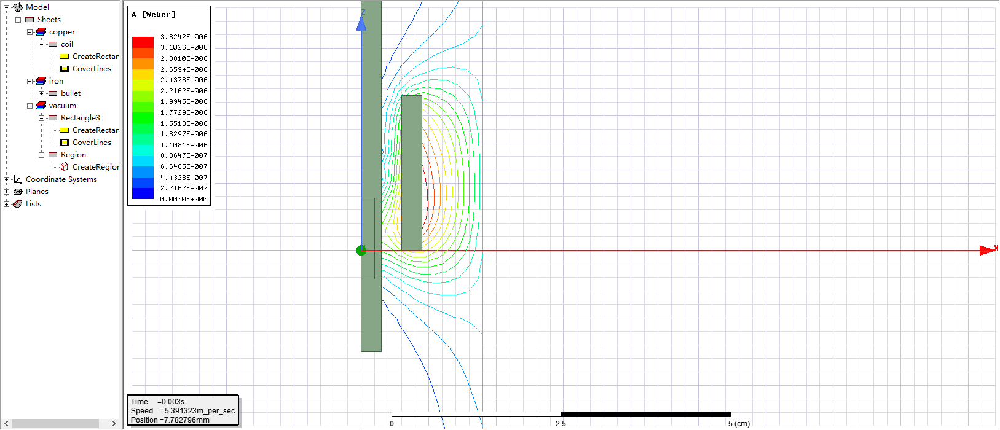 Model
Sheets
copper
coil
CreateRectan
CoverLines
iron
bullet
vacuum
Rectangle3
CreateRectan
CoverLines
Region
CreateRegior
Coordinate Systems
Planes
Lists
A [Weber]
3.3242E-006
3.1026E-006
2.8810E-006
2.6594E-006
2.4378E-006
2.2162E-006
1.9945E-006
1.7729E-006
1.5513E-006
1.3297E-006
1.1081E-006
8.8647E-007
6.6485E-007
4.4323E-007
2.2162E-007
0.0000E+000
Z
X
Time =0.003s
Speed =5.391323m_per_sec
Position =7.782796mm
0 2.5 5 (cm)